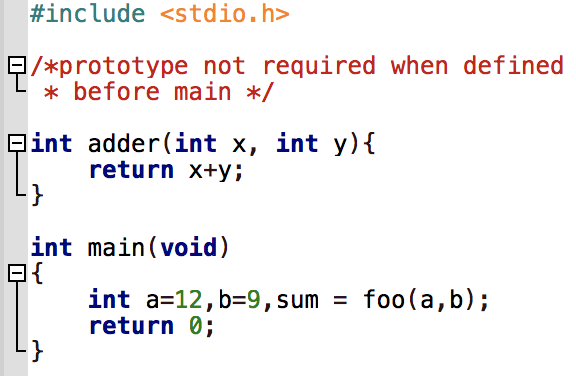 #include <stdio.h>
/*prototype not required when defined
* before main */
int adder(int x, int y){
return x+y;
}
int main(void)
{
int a=12,b=9,sum = foo(a,b);
return 0;
}